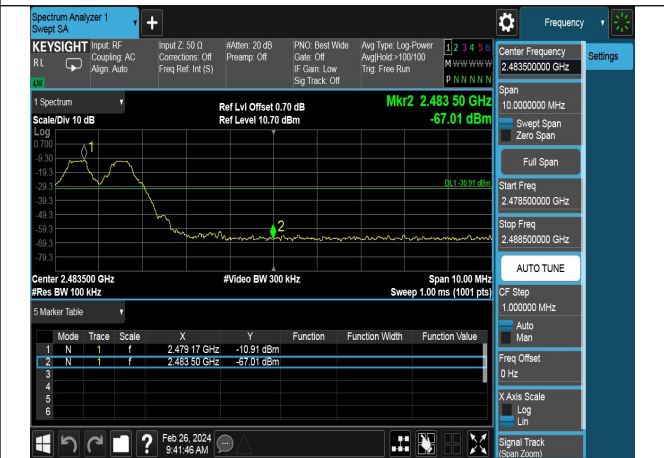 Spectrum Analyzer 1
Swept SA
+
Frequency
KEYSIGHT Input: RF Input Z: 50 Ω #Atten: 20 dB PNO: Best Wide Avg Type: Log-Power 1 2 3 4 5 6
RL Coupling: AC Corrections: Off Preamp: Off Gate: Off Avg|Hold:>100/100 M W W W W W
Align: Auto Freq Ref: Int (S) IF Gain: Low Trig: Free Run
Sig Track: Off P N N N N N
1 Spectrum
Ref Lvl Offset 0.70 dB Mkr2 2.483 50 GHz
Scale/Div 10 dB Ref Level 10.70 dBm -67.01 dBm
Log
0.700
-9.30
-19.3
-29.3
-39.3
-49.3
-59.3
-69.3
-79.3
1
2
DL1 -30.91 dBm
Center 2.483500 GHz #Video BW 300 kHz Span 10.00 MHz
#Res BW 100 kHz Sweep 1.00 ms (1001 pts)
5 Marker Table
Mode Trace Scale X Y Function Function Width Function Value
1 N 1 f 2.479 17 GHz -10.91 dBm
2 N 1 f 2.483 50 GHz -67.01 dBm
3
4
5
6
?
Feb 26, 2024
9:41:46 AM
Center Frequency
2.483500000 GHz
Settings
Span
10.0000000 MHz
Swept Span
Zero Span
Full Span
Start Freq
2.478500000 GHz
Stop Freq
2.488500000 GHz
AUTO TUNE
CF Step
1.000000 MHz
Auto
Man
Freq Offset
0 Hz
X Axis Scale
Log
Lin
Signal Track
(Span Zoom)